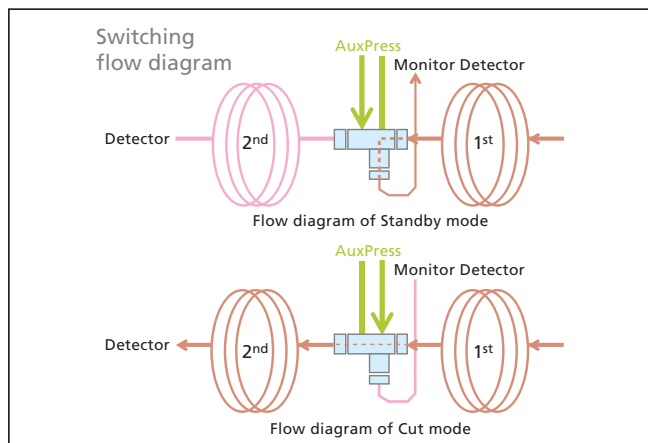 Switching
flow diagram
AuxPress
Monitor Detector
Detector
2nd
1st
Flow diagram of Standby mode
AuxPress
Monitor Detector
Detector
2nd
1st
Flow diagram of Cut mode